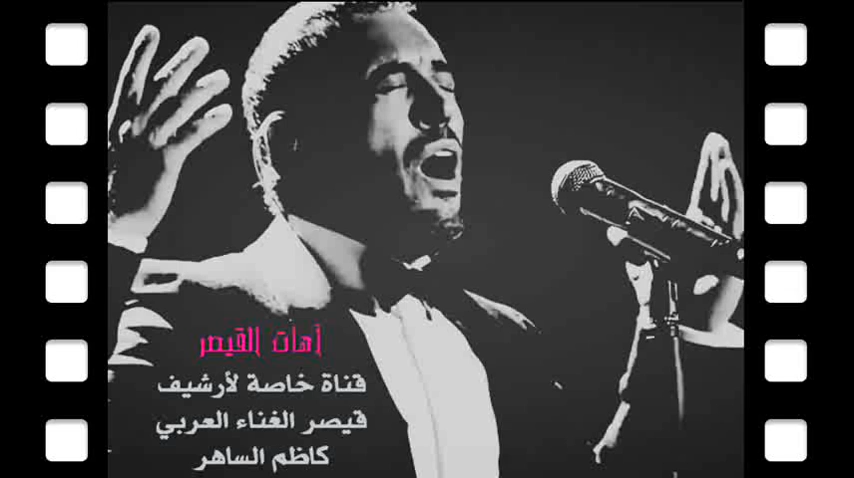 آهات القيصر
قناة خاصة لأرشيف
قيصر الغناء العربي
كاظم الساهر